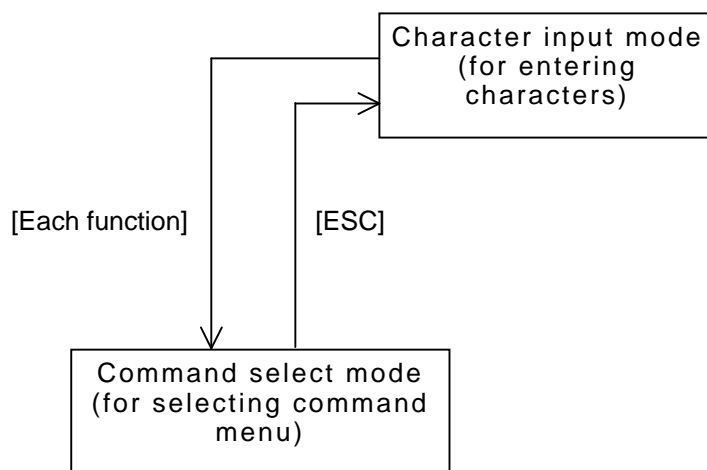 Character input mode
(for entering
characters)
[Each function]
[ESC]
Command select mode
(for selecting command
menu)